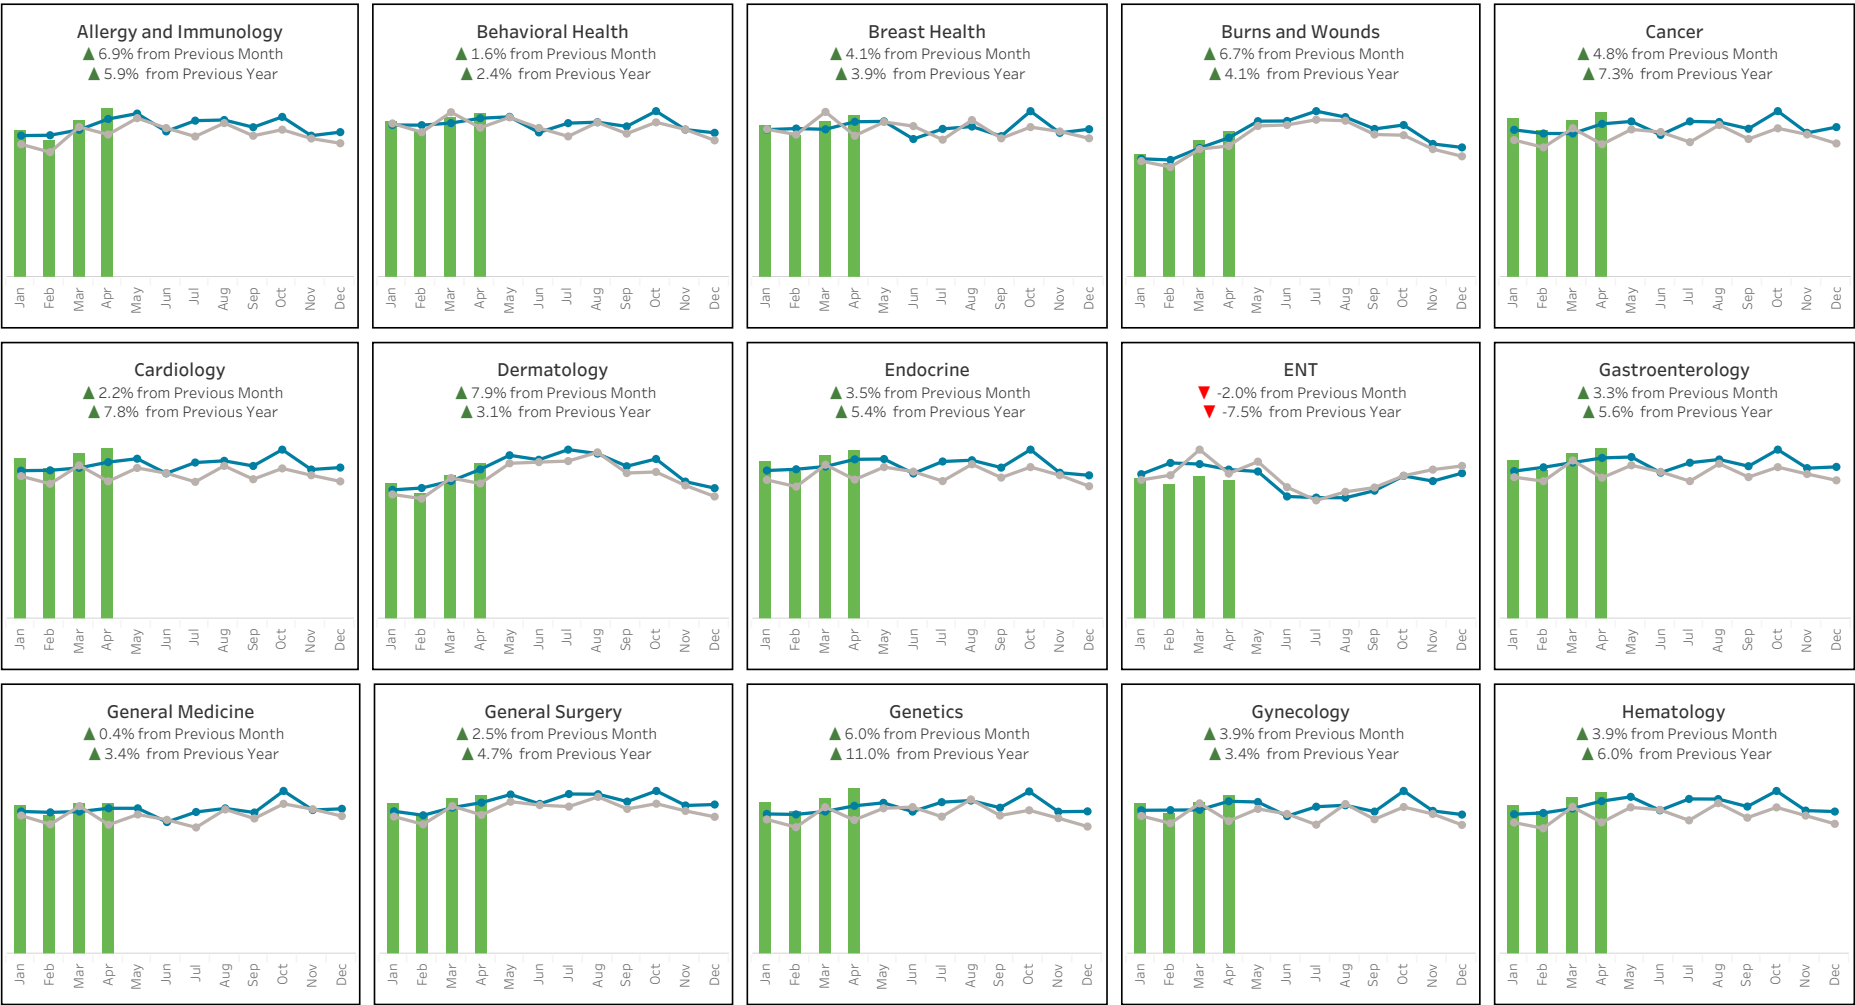 Allergy and Immunology
▲ 6.9% from Previous Month
▲ 5.9% from Previous Year
Jan Feb Mar Apr May Jun Jul Aug Sep Oct Nov Dec
Behavioral Health
▲ 1.6% from Previous Month
▲ 2.4% from Previous Year
Jan Feb Mar Apr May Jun Jul Aug Sep Oct Nov Dec
Breast Health
▲ 4.1% from Previous Month
▲ 3.9% from Previous Year
Jan Feb Mar Apr May Jun Jul Aug Sep Oct Nov Dec
Burns and Wounds
▲ 6.7% from Previous Month
▲ 4.1% from Previous Year
Jan Feb Mar Apr May Jun Jul Aug Sep Oct Nov Dec
Cancer
▲ 4.8% from Previous Month
▲ 7.3% from Previous Year
Jan Feb Mar Apr May Jun Jul Aug Sep Oct Nov Dec
Cardiology
▲ 2.2% from Previous Month
▲ 7.8% from Previous Year
Jan Feb Mar Apr May Jun Jul Aug Sep Oct Nov Dec
Dermatology
▲ 7.9% from Previous Month
▲ 3.1% from Previous Year
Jan Feb Mar Apr May Jun Jul Aug Sep Oct Nov Dec
Endocrine
▲ 3.5% from Previous Month
▲ 5.4% from Previous Year
Jan Feb Mar Apr May Jun Jul Aug Sep Oct Nov Dec
ENT
▼ -2.0% from Previous Month
▼ -7.5% from Previous Year
Jan Feb Mar Apr May Jun Jul Aug Sep Oct Nov Dec
Gastroenterology
▲ 3.3% from Previous Month
▲ 5.6% from Previous Year
Jan Feb Mar Apr May Jun Jul Aug Sep Oct Nov Dec
General Medicine
▲ 0.4% from Previous Month
▲ 3.4% from Previous Year
Jan Feb Mar Apr May Jun Jul Aug Sep Oct Nov Dec
General Surgery
▲ 2.5% from Previous Month
▲ 4.7% from Previous Year
Jan Feb Mar Apr May Jun Jul Aug Sep Oct Nov Dec
Genetics
▲ 6.0% from Previous Month
▲ 11.0% from Previous Year
Jan Feb Mar Apr May Jun Jul Aug Sep Oct Nov Dec
Gynecology
▲ 3.9% from Previous Month
▲ 3.4% from Previous Year
Jan Feb Mar Apr May Jun Jul Aug Sep Oct Nov Dec
Hematology
▲ 3.9% from Previous Month
▲ 6.0% from Previous Year
Jan Feb Mar Apr May Jun Jul Aug Sep Oct Nov Dec